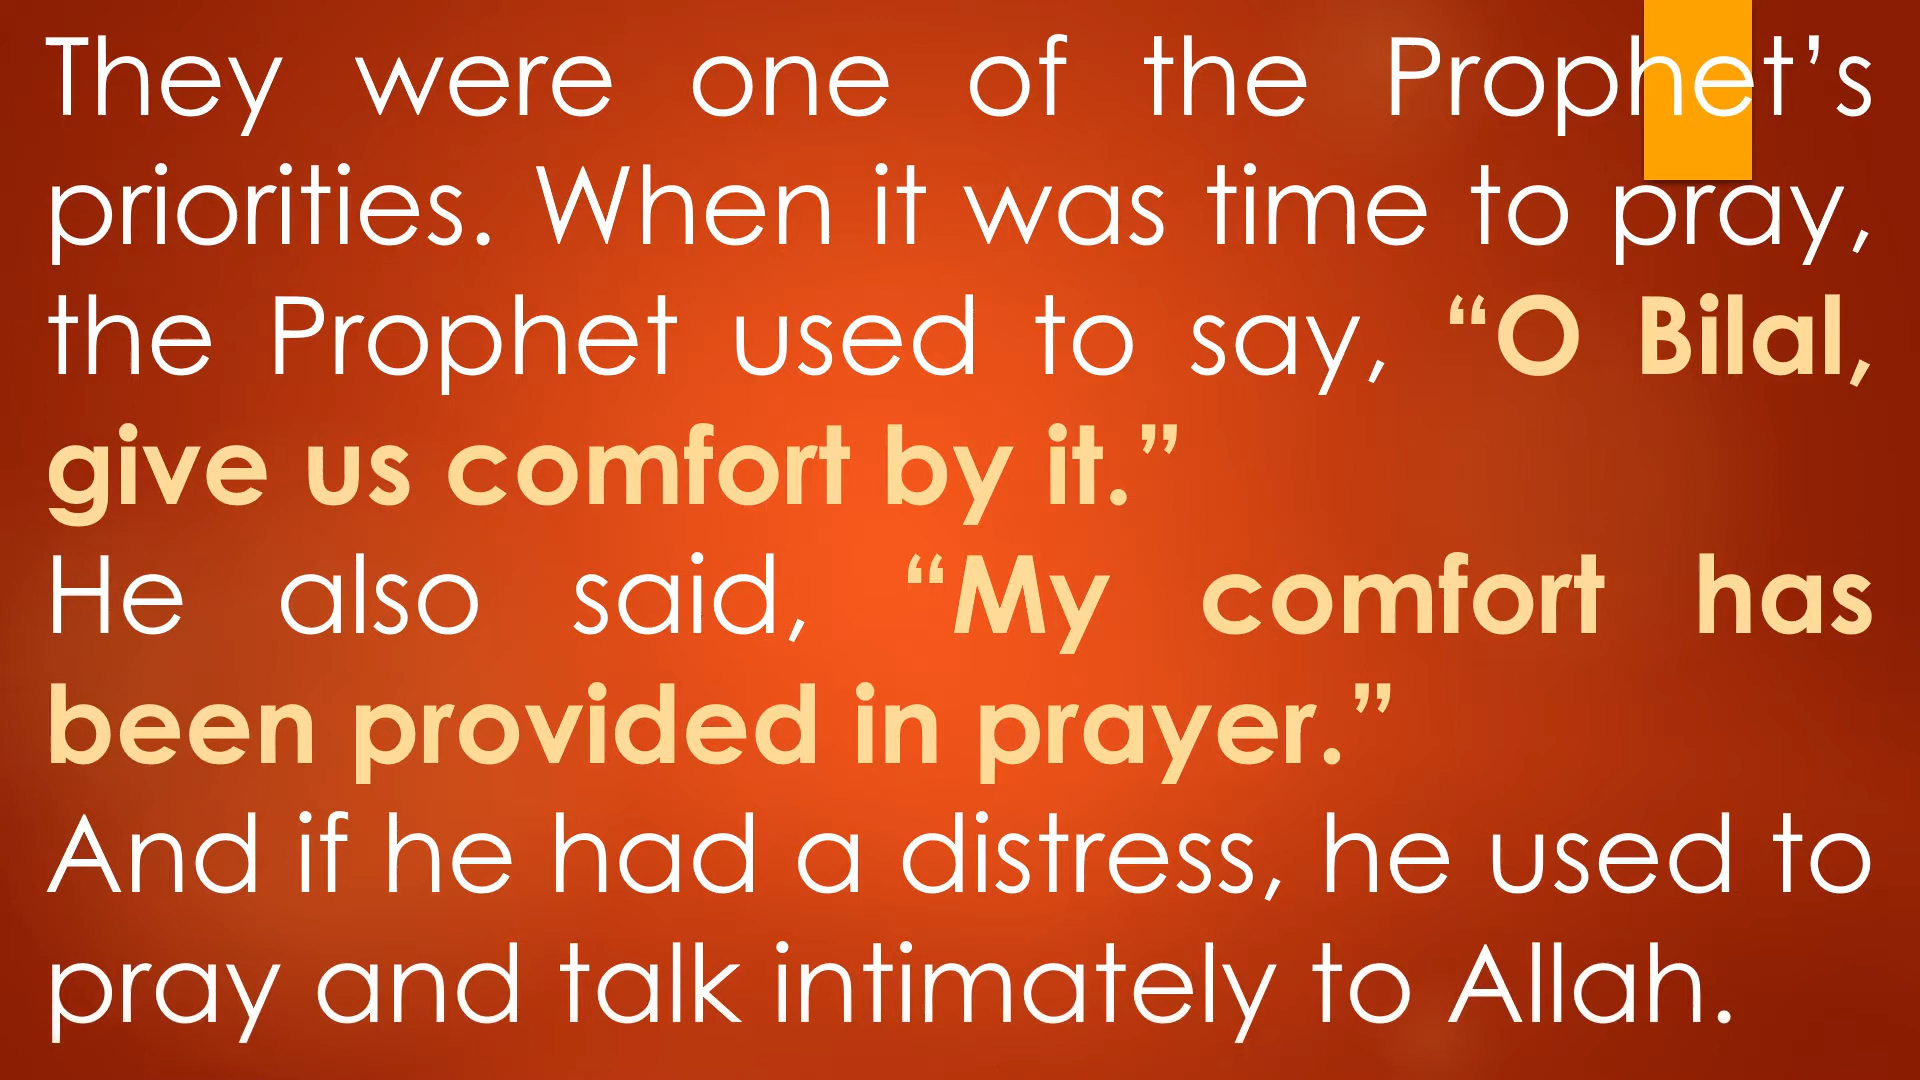 They were one of the Prophet’s
priorities. When it was time to pray,
the Prophet used to say, “O Bilal,
give us comfort by it.”
He also said, “My comfort has
been provided in prayer.”
And if he had a distress, he used to
pray and talk intimately to Allah.